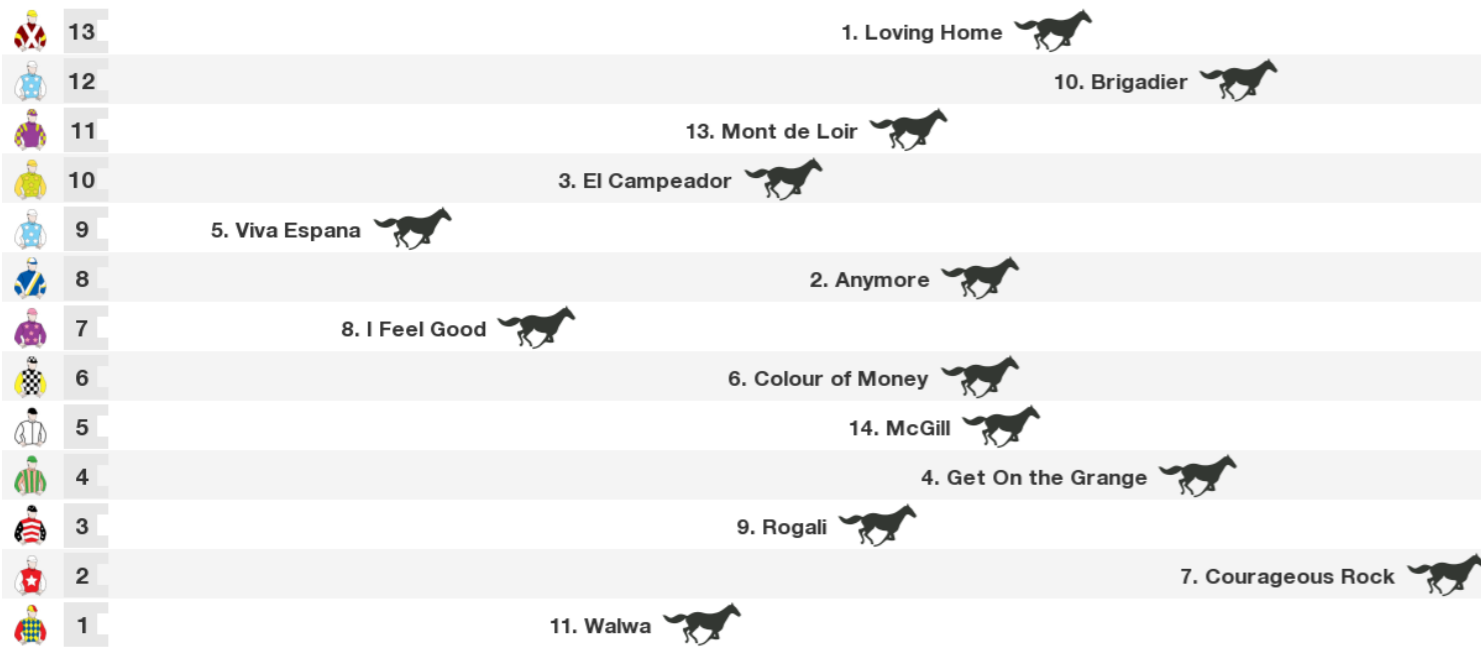 13 1. Loving Home
12 10. Brigadier
11 13. Mont de Loir
10 3. El Campeador
9 5. Viva Espana
8 2. Anymore
7 8. I Feel Good
6 6. Colour of Money
5 14. McGill
4 4. Get On the Grange
3 9. Rogali
2 7. Courageous Rock
1 11. Walwa